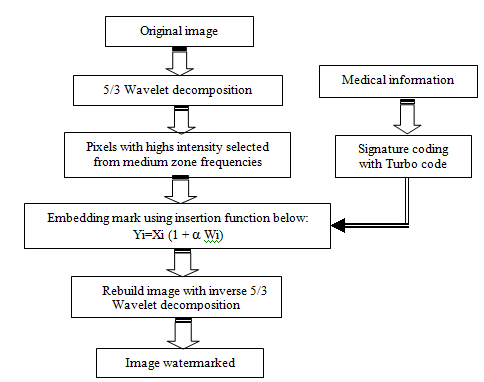 Original image
5/3 Wavelet decomposition
Medical information
Pixels with highs intensity selected
from medium zone frequencies
Signature coding
with Turbo code
Embedding mark using insertion function below:
Yi=Xi (1 + α Wi)
Rebuild image with inverse 5/3
Wavelet decomposition
Image watermarked